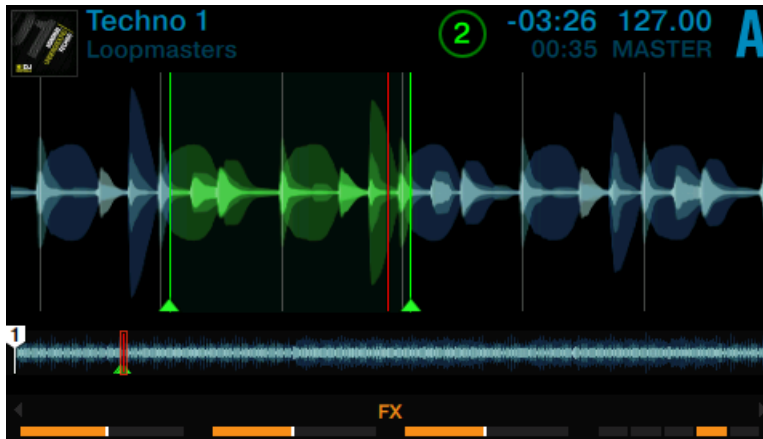 Techno 1
Loopmasters
2
-03:26 127.00
00:35 MASTER
A
1
FX